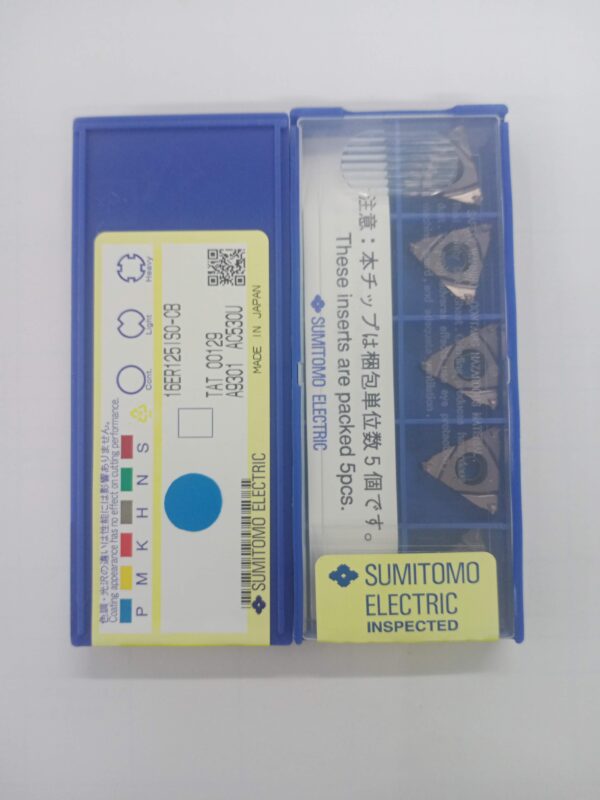 色調・光沢の違いは性能には影響ありません。
Coating appearance has no effect on cutting performance.
P M K H N S
Cont. Light Heavy
16ER125ISO-CB
TAT 00129
A9301 AC530U
MADE IN JAPAN
SUMITOMO ELECTRIC
注意：本チップは梱包単位数5個です。
These inserts are packed 5pcs.
SUMITOMO ELECTRIC
SUMITOMO
ELECTRIC
INSPECTED